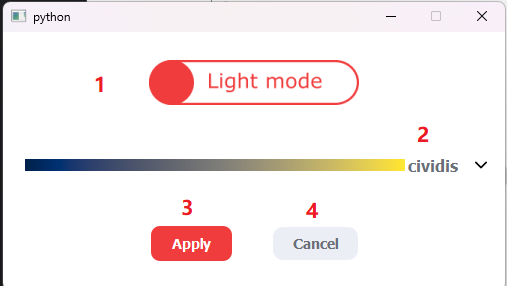 python
1
Light mode
2
cividis
3
4
Apply
Cancel